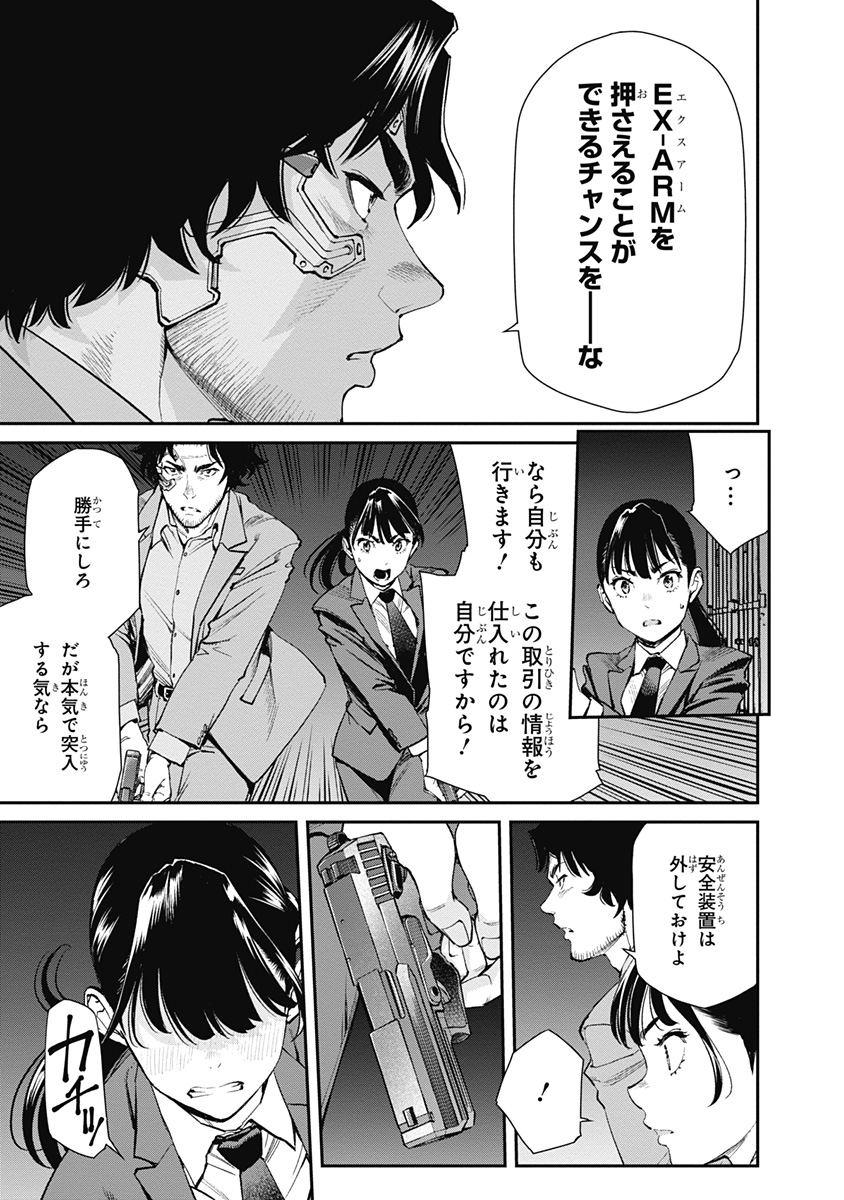 EX-ARMを
押さえることが
できるチャンスを――な
っ…
なら自分も
行きます！
この取引の情報を
仕入れたのは
自分ですから！
勝手にしろ
だが本気で突入
する気なら
安全装置は
外しておけよ
！
カチッ